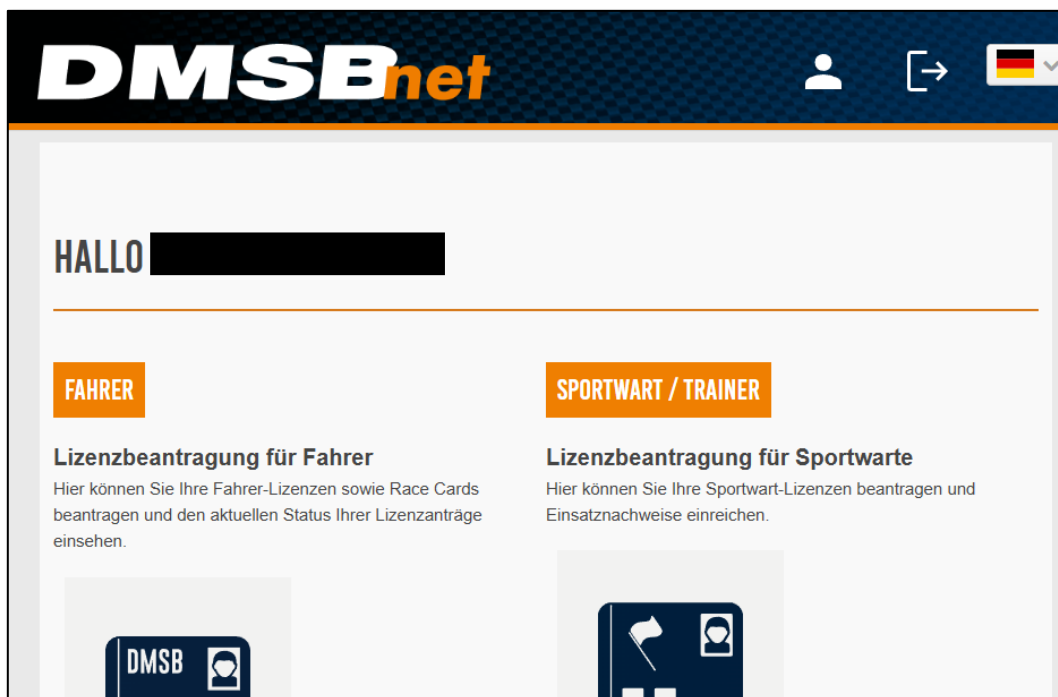 DMSBnet
HALLO
FAHRER
Lizenzbeantragung für Fahrer
Hier können Sie Ihre Fahrer-Lizenzen sowie Race Cards
beantragen und den aktuellen Status Ihrer Lizenzanträge
einsehen.
DMSB
SPORTWART / TRAINER
Lizenzbeantragung für Sportwarte
Hier können Sie Ihre Sportwart-Lizenzen beantragen und
Einsatznachweise einreichen.